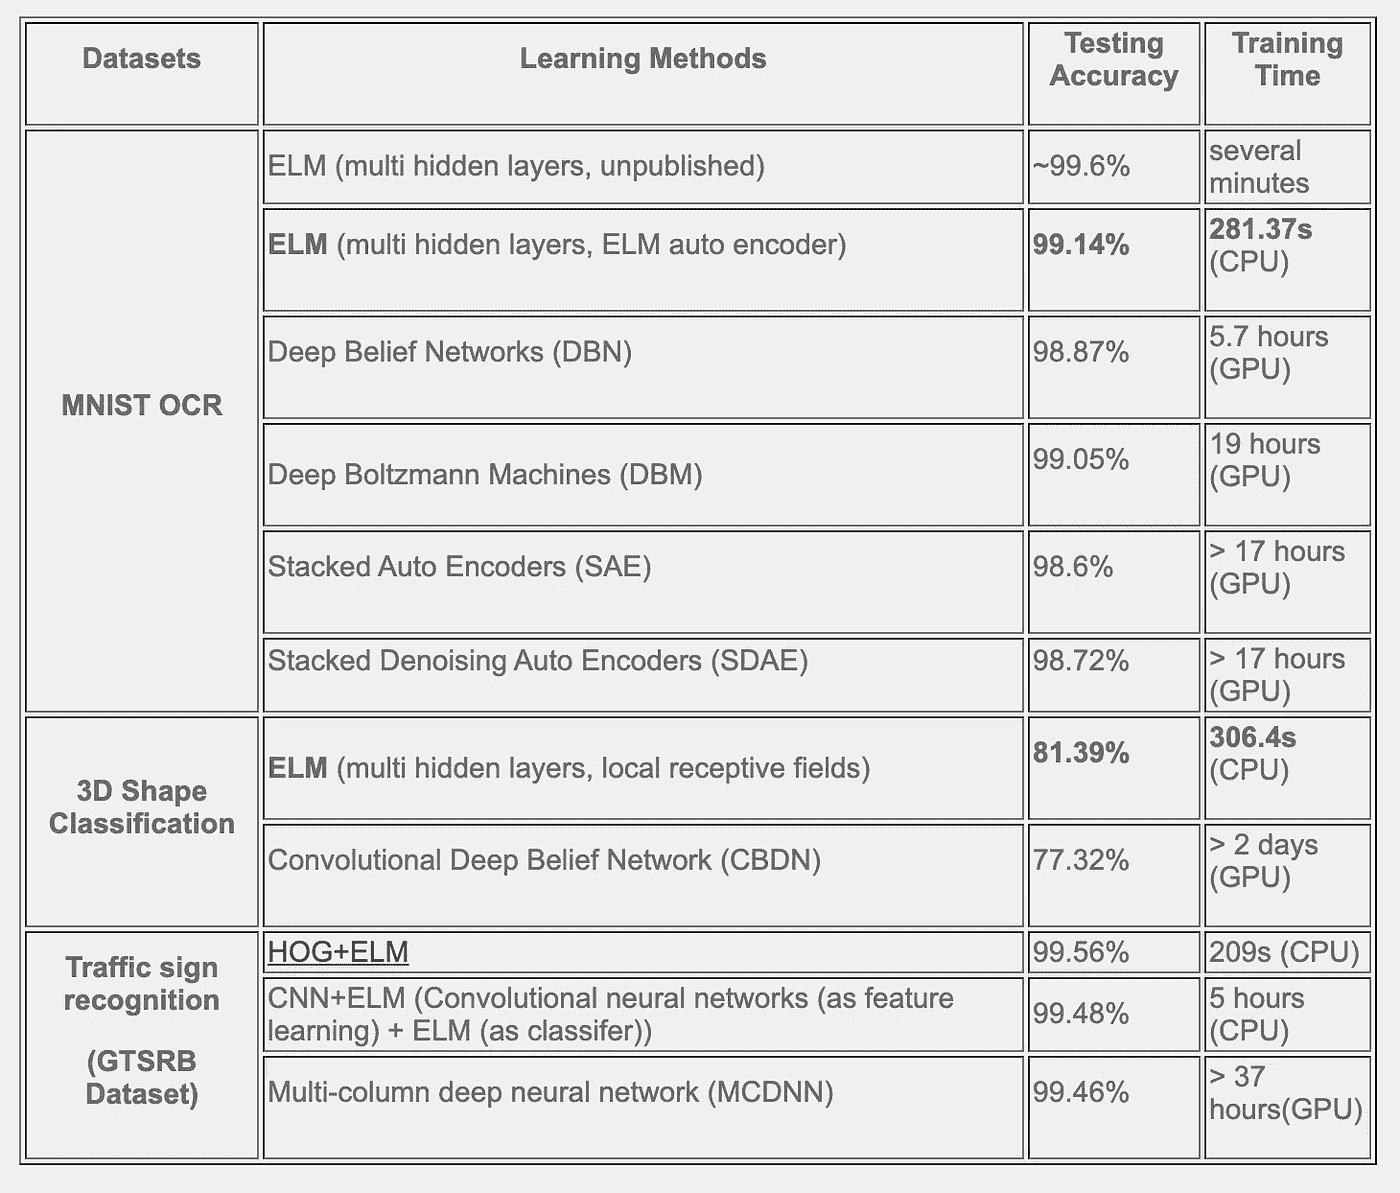 Datasets
Learning Methods
Testing
Accuracy
Training
Time
MNIST OCR
ELM (multi hidden layers, unpublished)
~99.6%
several
minutes
ELM (multi hidden layers, ELM auto encoder)
99.14%
281.37s
(CPU)
Deep Belief Networks (DBN)
98.87%
5.7 hours
(GPU)
Deep Boltzmann Machines (DBM)
99.05%
19 hours
(GPU)
Stacked Auto Encoders (SAE)
98.6%
> 17 hours
(GPU)
Stacked Denoising Auto Encoders (SDAE)
98.72%
> 17 hours
(GPU)
3D Shape
Classification
ELM (multi hidden layers, local receptive fields)
81.39%
306.4s
(CPU)
Convolutional Deep Belief Network (CBDN)
77.32%
> 2 days
(GPU)
Traffic sign
recognition
(GTSRB
Dataset)
HOG+ELM
99.56%
209s (CPU)
CNN+ELM (Convolutional neural networks (as feature
learning) + ELM (as classifer))
99.48%
5 hours
(CPU)
Multi-column deep neural network (MCDNN)
99.46%
> 37
hours(GPU)